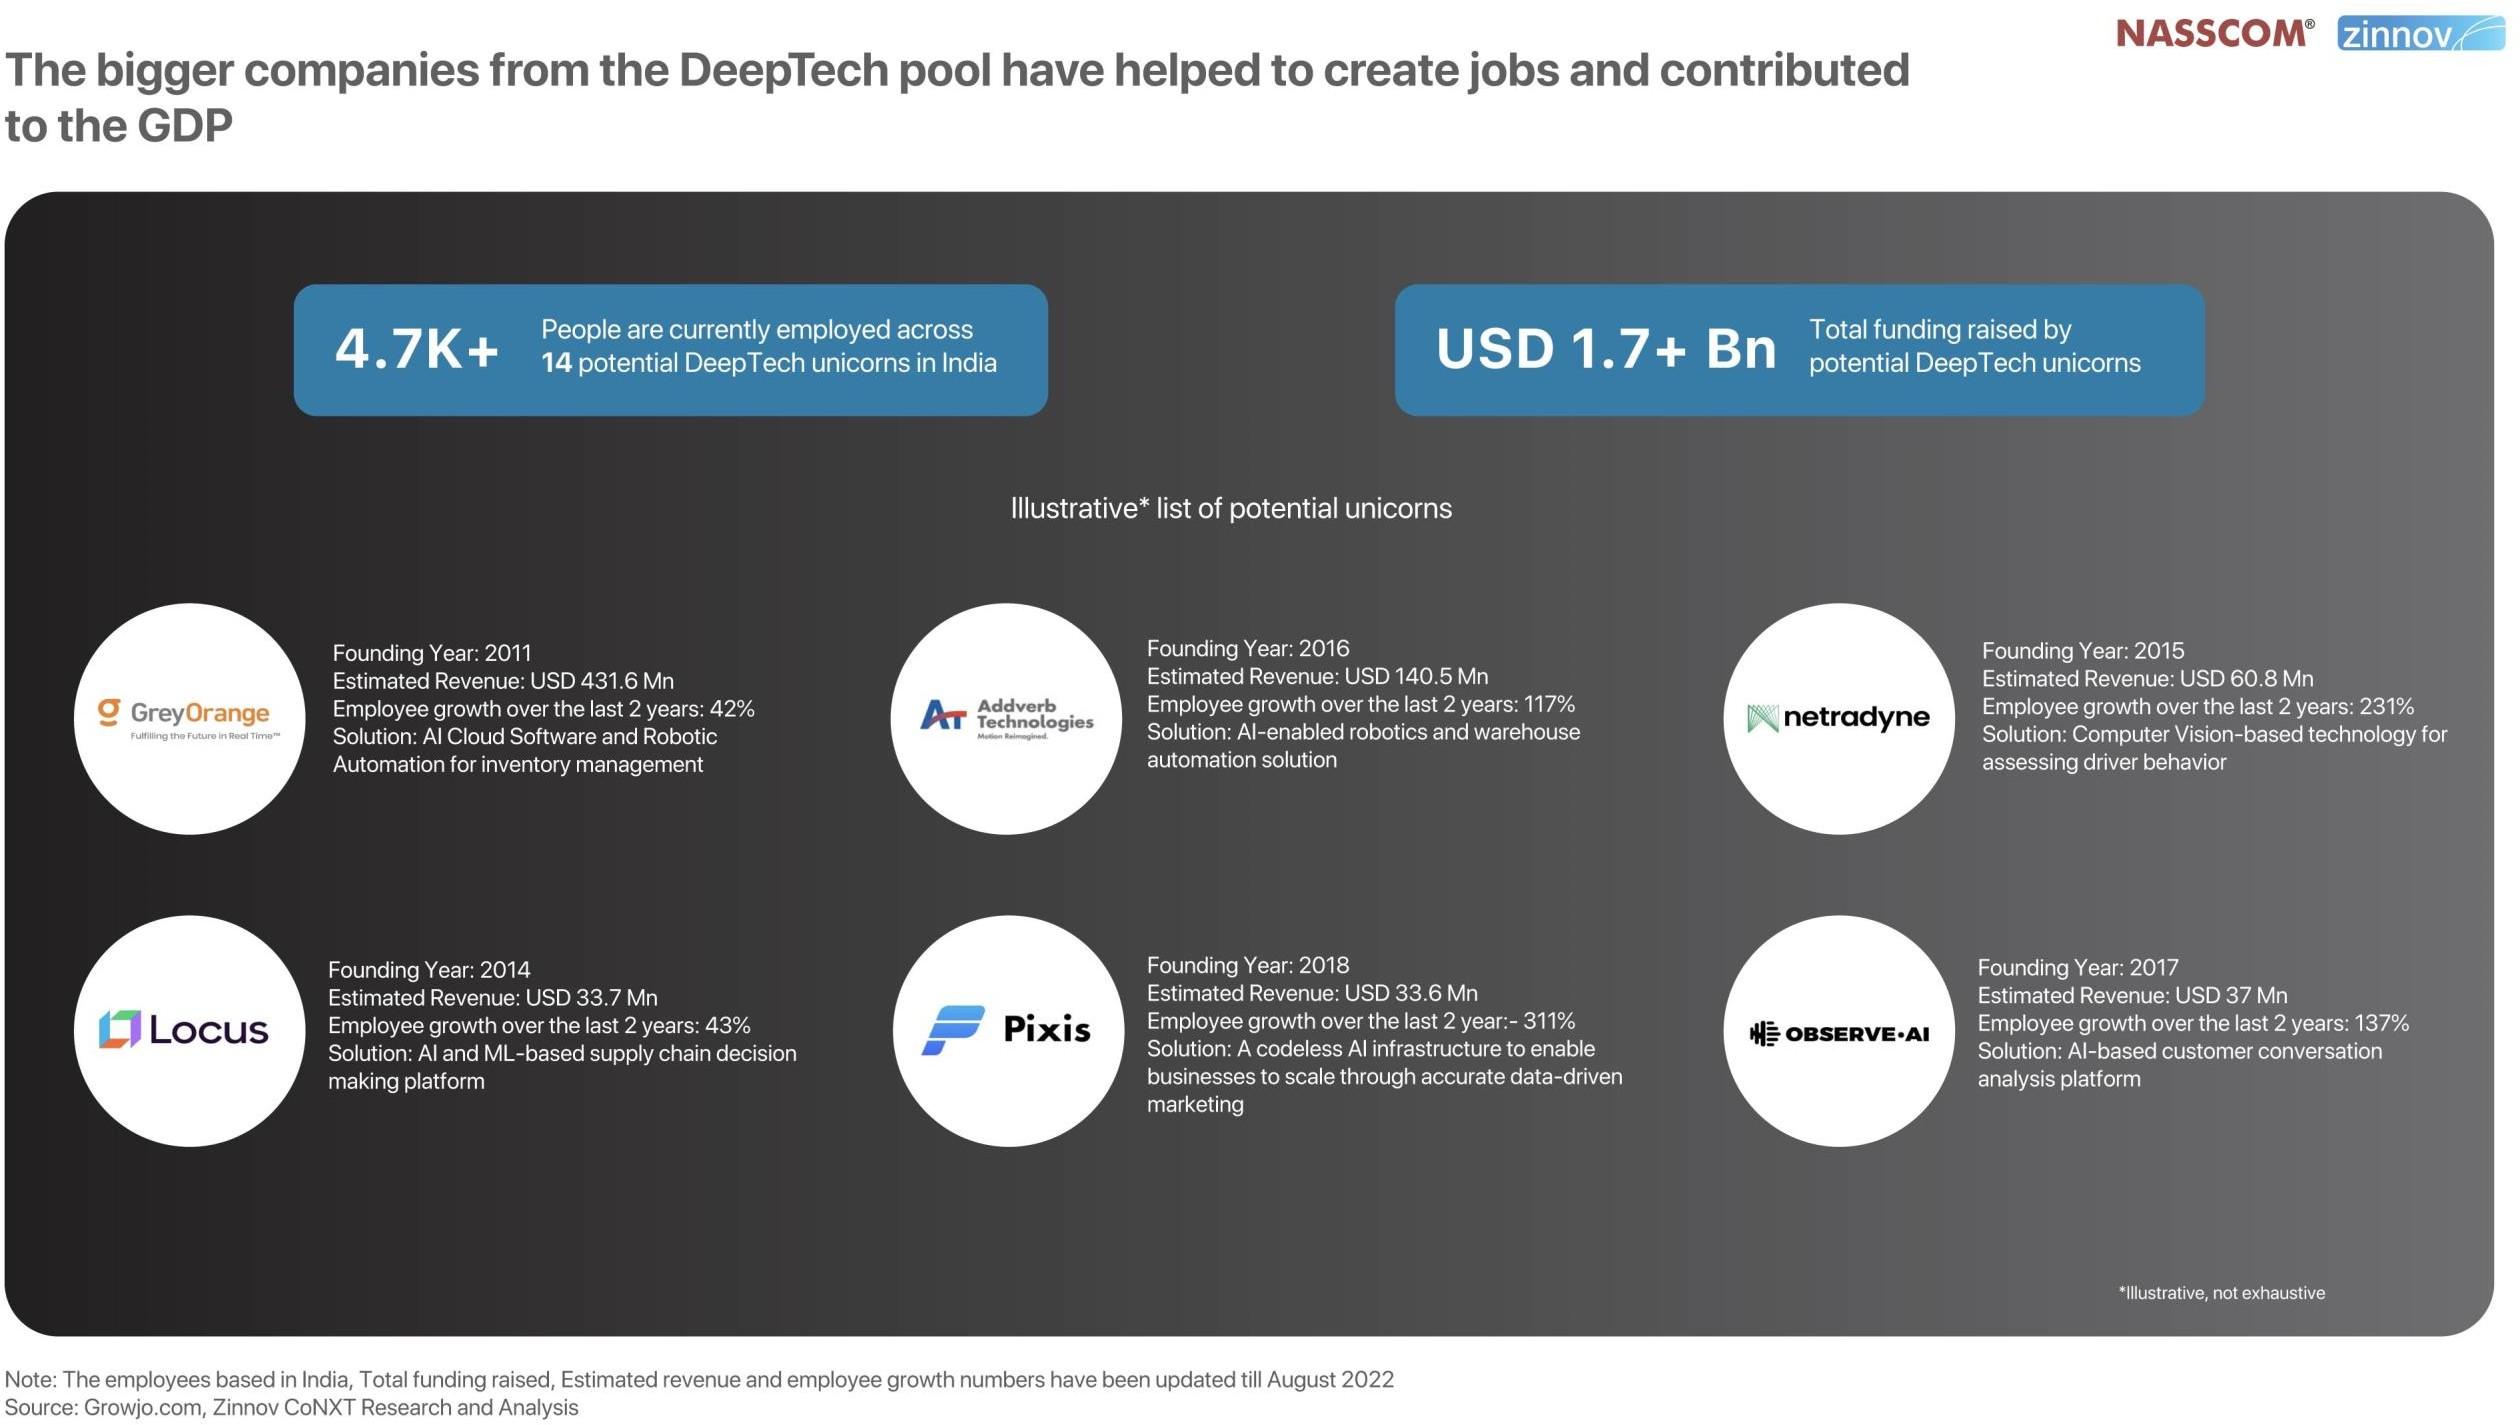 NASSCOM®
zinnov
The bigger companies from the DeepTech pool have helped to create jobs and contributed
to the GDP
4.7K+
People are currently employed across
14 potential DeepTech unicorns in India
USD 1.7+ Bn
Total funding raised by
potential DeepTech unicorns
Illustrative* list of potential unicorns
GreyOrange
Fulfilling the Future in Real Time™
Founding Year: 2011
Estimated Revenue: USD 431.6 Mn
Employee growth over the last 2 years: 42%
Solution: AI Cloud Software and Robotic
Automation for inventory management
Addverb
Technologies
Motion Reimagined.
Founding Year: 2016
Estimated Revenue: USD 140.5 Mn
Employee growth over the last 2 years: 117%
Solution: AI-enabled robotics and warehouse
automation solution
netradyne
Founding Year: 2015
Estimated Revenue: USD 60.8 Mn
Employee growth over the last 2 years: 231%
Solution: Computer Vision-based technology for
assessing driver behavior
Locus
Founding Year: 2014
Estimated Revenue: USD 33.7 Mn
Employee growth over the last 2 years: 43%
Solution: AI and ML-based supply chain decision
making platform
Pixis
Founding Year: 2018
Estimated Revenue: USD 33.6 Mn
Employee growth over the last 2 year:- 311%
Solution: A codeless AI infrastructure to enable
businesses to scale through accurate data-driven
marketing
OBSERVE•AI
Founding Year: 2017
Estimated Revenue: USD 37 Mn
Employee growth over the last 2 years: 137%
Solution: AI-based customer conversation
analysis platform
*Illustrative, not exhaustive
Note: The employees based in India, Total funding raised, Estimated revenue and employee growth numbers have been updated till August 2022
Source: Growjo.com, Zinnov CoNXT Research and Analysis